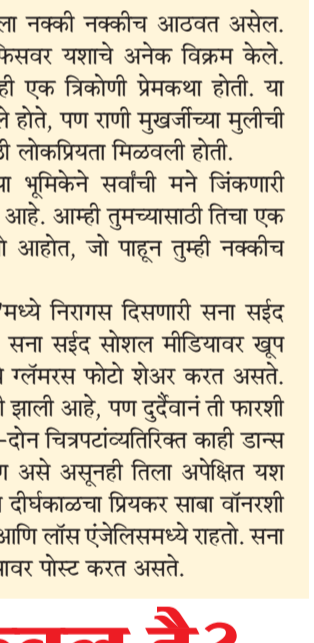 ला नक्की नक्कीच आठवत असेल.
फिसवर यशाचे अनेक विक्रम केले.
ही एक त्रिकोणी प्रेमकथा होती. या
ले होते, पण राणी मुखर्जीच्या मुलीची
ठी लोकप्रियता मिळवली होती.
या भूमिकेने सर्वांची मने जिंकणारी
आहे. आम्ही तुमच्यासाठी तिचा एक
ो आहोत, जो पाहून तुम्ही नक्कीच
'मध्ये निरागस दिसणारी सना सईद
सना सईद सोशल मीडियावर खूप
े ग्लॅमरस फोटो शेअर करत असते.
ी झाली आहे, पण दुर्दैवानं ती फारशी
-दोन चित्रपटांव्यतिरिक्त काही डान्स
ण असे असूनही तिला अपेक्षित यश
दीर्घकाळचा प्रियकर साबा वॉनरशी
आणि लॉस एंजेलिसमध्ये राहतो. सना
ावर पोस्ट करत असते.